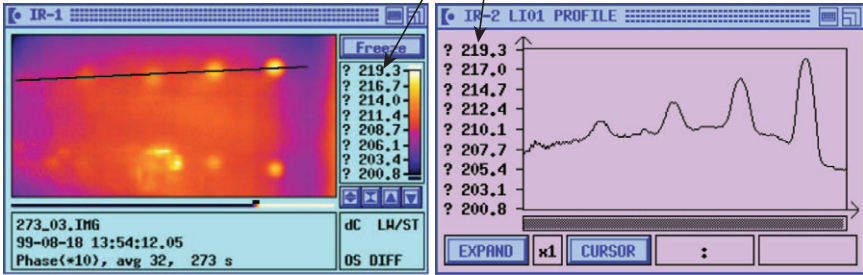 IR-1
Freeze
? 219.3
? 216.7
? 214.0
? 211.4
? 208.7
? 206.1
? 203.4
? 200.8
273_03.IMG
99-08-18 13:54:12.05
Phase(*10), avg 32, 273 s
dC LW/ST
OS DIFF
IR-2 LI01 PROFILE
? 219.3
? 217.0
? 214.7
? 212.4
? 210.1
? 207.7
? 205.4
? 203.1
? 200.8
EXPAND x1 CURSOR :